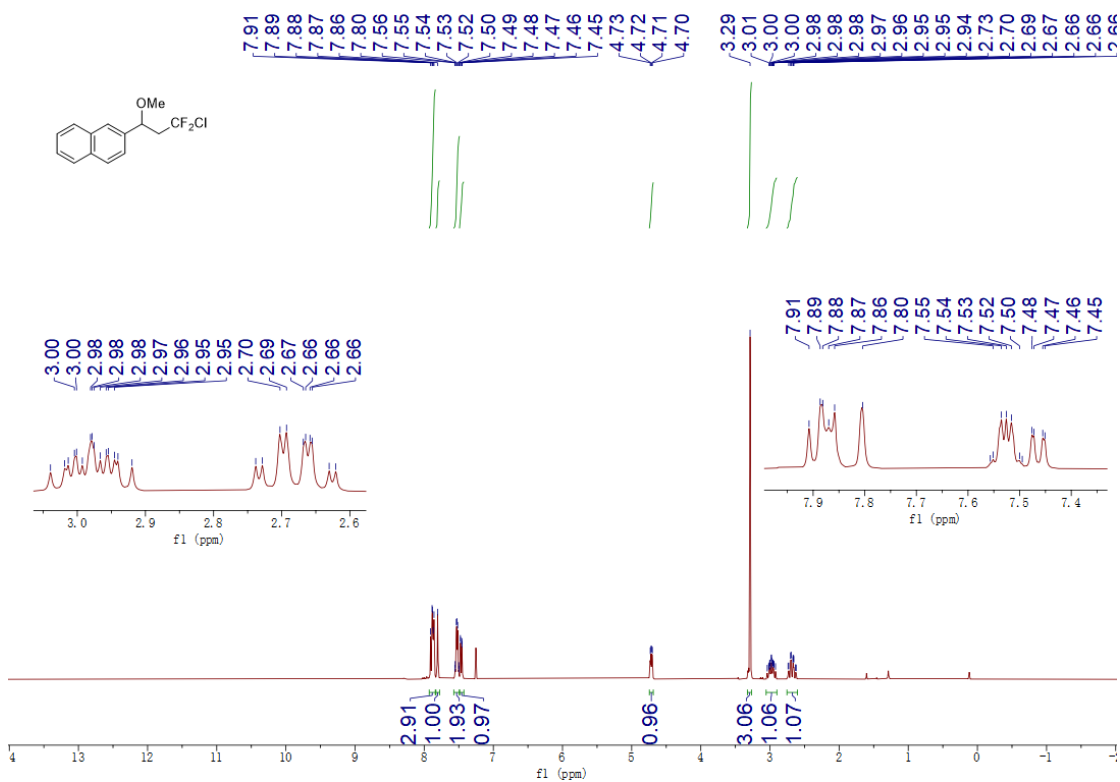 7.91 7.89 7.88 7.87 7.86 7.80 7.56 7.55 7.54 7.53 7.52 7.50 7.49 7.48 7.47 7.46 7.45 4.73 4.72 4.71 4.70 3.29 3.01 3.00 3.00 2.98 2.98 2.98 2.97 2.96 2.95 2.95 2.94 2.73 2.70 2.69 2.67 2.66 2.66 2.66
OMe
CF2Cl
3.00 3.00 2.98 2.98 2.98 2.97 2.96 2.95 2.95 2.70 2.69 2.67 2.66 2.66 2.66
7.91 7.89 7.88 7.87 7.86 7.80 7.55 7.54 7.53 7.52 7.50 7.48 7.47 7.46 7.45
3.0 2.9 2.8 2.7 2.6
f1 (ppm)
7.9 7.8 7.7 7.6 7.5 7.4
f1 (ppm)
2.91 1.00 1.93 0.97 0.96 3.06 1.06 1.07
4 13 12 11 10 9 8 7 6 5 4 3 2 1 0 -1 -2
f1 (ppm)